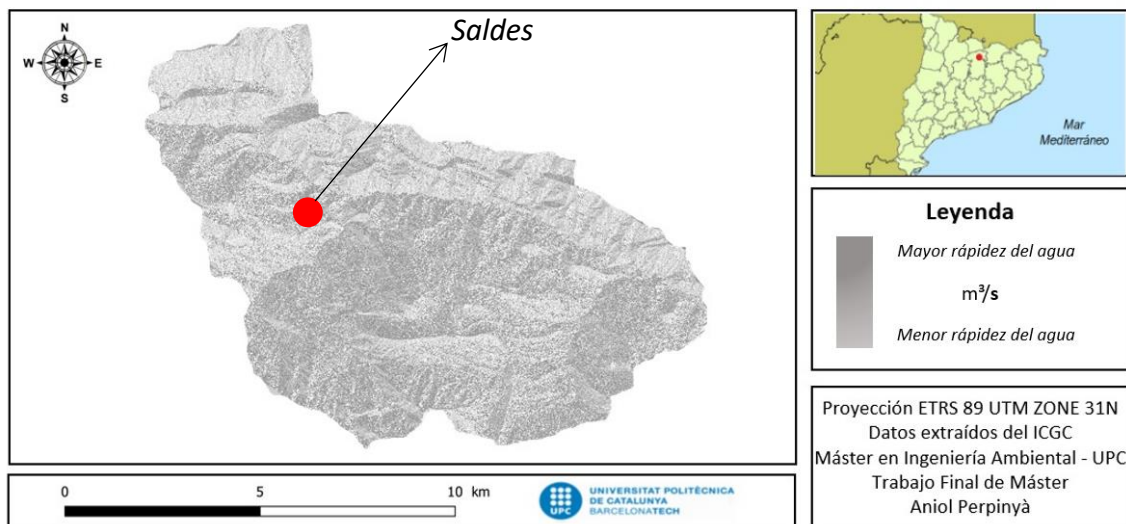 Saldes
N
W E
S
Mar
Mediterráneo
Leyenda
Mayor rápidez del agua
m³/s
Menor rápidez del agua
Proyección ETRS 89 UTM ZONE 31N
Datos extraídos del ICGC
Máster en Ingeniería Ambiental - UPC
Trabajo Final de Máster
Aniol Perpinyà
0 5 10 km
UPC
UNIVERSITAT POLITÈCNICA
DE CATALUNYA
BARCELONATECH